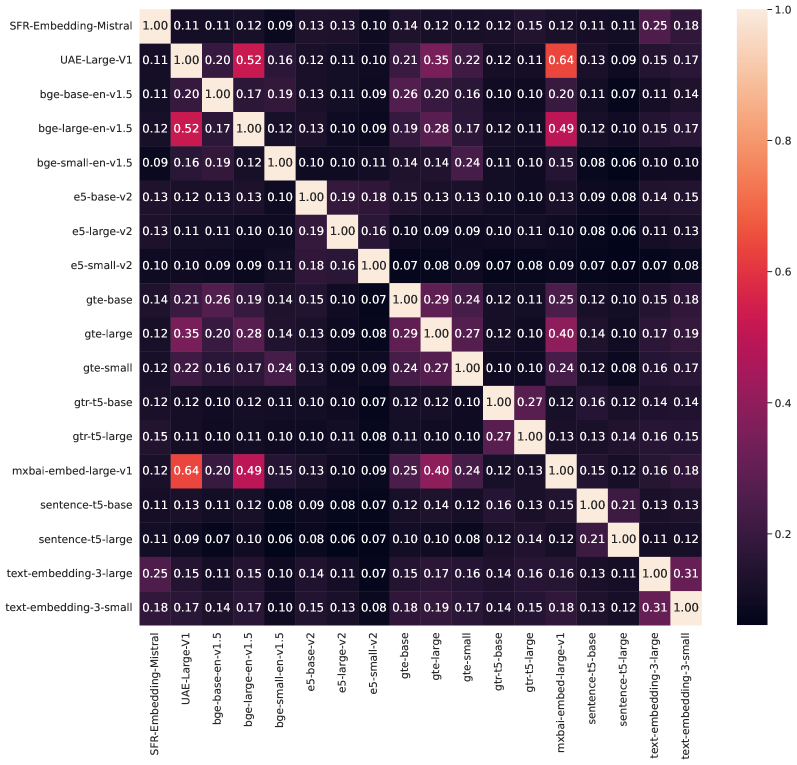 SFR-Embedding-Mistral 1.00 0.11 0.11 0.12 0.09 0.13 0.13 0.10 0.14 0.12 0.12 0.12 0.15 0.12 0.11 0.11 0.25 0.18
UAE-Large-V1 0.11 1.00 0.20 0.52 0.16 0.12 0.11 0.10 0.21 0.35 0.22 0.12 0.11 0.64 0.13 0.09 0.15 0.17
bge-base-en-v1.5 0.11 0.20 1.00 0.17 0.19 0.13 0.11 0.09 0.26 0.20 0.16 0.10 0.10 0.20 0.11 0.07 0.11 0.14
bge-large-en-v1.5 0.12 0.52 0.17 1.00 0.12 0.13 0.10 0.09 0.19 0.28 0.17 0.12 0.11 0.49 0.12 0.10 0.15 0.17
bge-small-en-v1.5 0.09 0.16 0.19 0.12 1.00 0.10 0.10 0.11 0.14 0.14 0.24 0.11 0.10 0.15 0.08 0.06 0.10 0.10
e5-base-v2 0.13 0.12 0.13 0.13 0.10 1.00 0.19 0.18 0.15 0.13 0.13 0.10 0.10 0.13 0.09 0.08 0.14 0.15
e5-large-v2 0.13 0.11 0.11 0.10 0.10 0.19 1.00 0.16 0.10 0.09 0.09 0.10 0.11 0.10 0.08 0.06 0.11 0.13
e5-small-v2 0.10 0.10 0.09 0.09 0.11 0.18 0.16 1.00 0.07 0.08 0.09 0.07 0.08 0.09 0.07 0.07 0.07 0.08
gte-base 0.14 0.21 0.26 0.19 0.14 0.15 0.10 0.07 1.00 0.29 0.24 0.12 0.11 0.25 0.12 0.10 0.15 0.18
gte-large 0.12 0.35 0.20 0.28 0.14 0.13 0.09 0.08 0.29 1.00 0.27 0.12 0.10 0.40 0.14 0.10 0.17 0.19
gte-small 0.12 0.22 0.16 0.17 0.24 0.13 0.09 0.09 0.24 0.27 1.00 0.10 0.10 0.24 0.12 0.08 0.16 0.17
gtr-t5-base 0.12 0.12 0.10 0.12 0.11 0.10 0.10 0.07 0.12 0.12 0.10 1.00 0.27 0.12 0.16 0.12 0.14 0.14
gtr-t5-large 0.15 0.11 0.10 0.11 0.10 0.10 0.11 0.08 0.11 0.10 0.10 0.27 1.00 0.13 0.13 0.14 0.16 0.15
mxbai-embed-large-v1 0.12 0.64 0.20 0.49 0.15 0.13 0.10 0.09 0.25 0.40 0.24 0.12 0.13 1.00 0.15 0.12 0.16 0.18
sentence-t5-base 0.11 0.13 0.11 0.12 0.08 0.09 0.08 0.07 0.12 0.14 0.12 0.16 0.13 0.15 1.00 0.21 0.13 0.13
sentence-t5-large 0.11 0.09 0.07 0.10 0.06 0.08 0.06 0.07 0.10 0.10 0.08 0.12 0.14 0.12 0.21 1.00 0.11 0.12
text-embedding-3-large 0.25 0.15 0.11 0.15 0.10 0.14 0.11 0.07 0.15 0.17 0.16 0.14 0.16 0.16 0.13 0.11 1.00 0.31
text-embedding-3-small 0.18 0.17 0.14 0.17 0.10 0.15 0.13 0.08 0.18 0.19 0.17 0.14 0.15 0.18 0.13 0.12 0.31 1.00
SFR-Embedding-Mistral
UAE-Large-V1
bge-base-en-v1.5
bge-large-en-v1.5
bge-small-en-v1.5
e5-base-v2
e5-large-v2
e5-small-v2
gte-base
gte-large
gte-small
gtr-t5-base
gtr-t5-large
mxbai-embed-large-v1
sentence-t5-base
sentence-t5-large
text-embedding-3-large
text-embedding-3-small
1.0
0.8
0.6
0.4
0.2